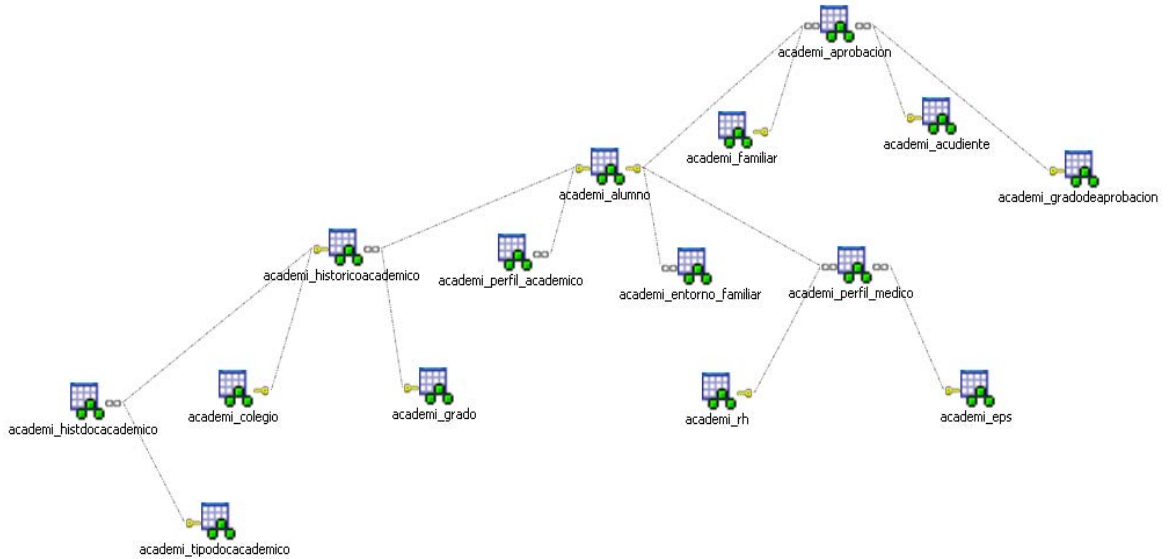 academi_aprobacion
academi_familiar
academi_acudiente
academi_alumno
academi_gradodeaprobacion
academi_historicoacademico
academi_perfil_academico
academi_entorno_familiar
academi_perfil_medico
academi_histdocacademico
academi_colegio
academi_grado
academi_rh
academi_eps
academi_tipodocacademico